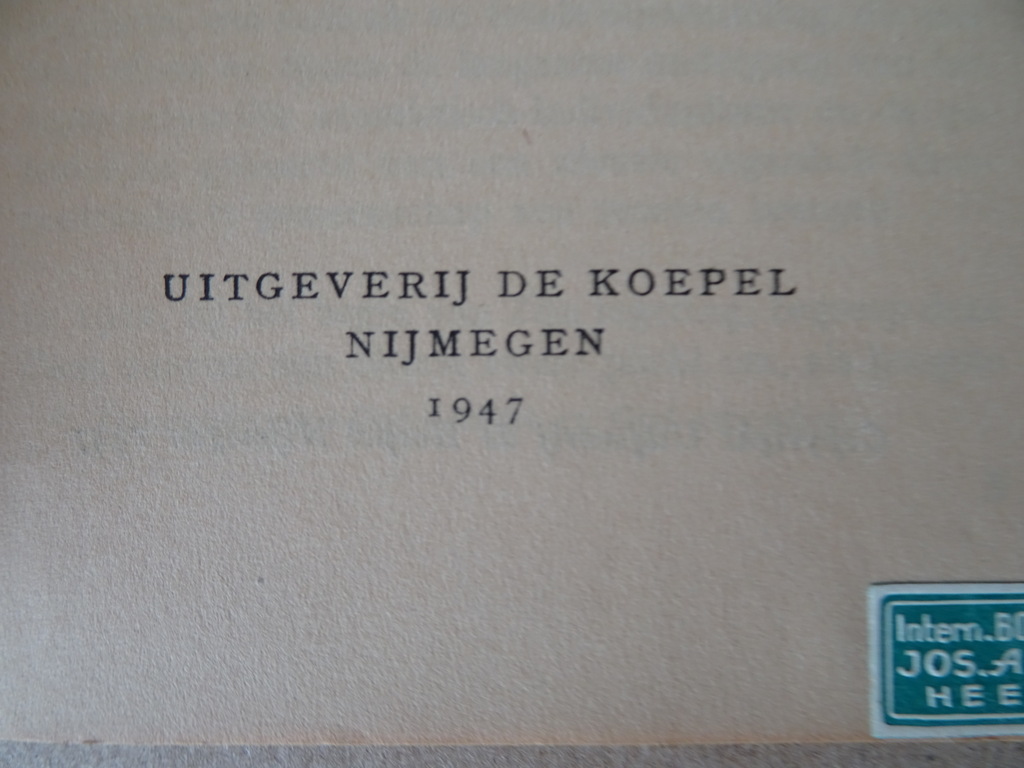 UITGEVERIJ DE KOEPEL
NIJMEGEN
1947
Intern.
JOS.